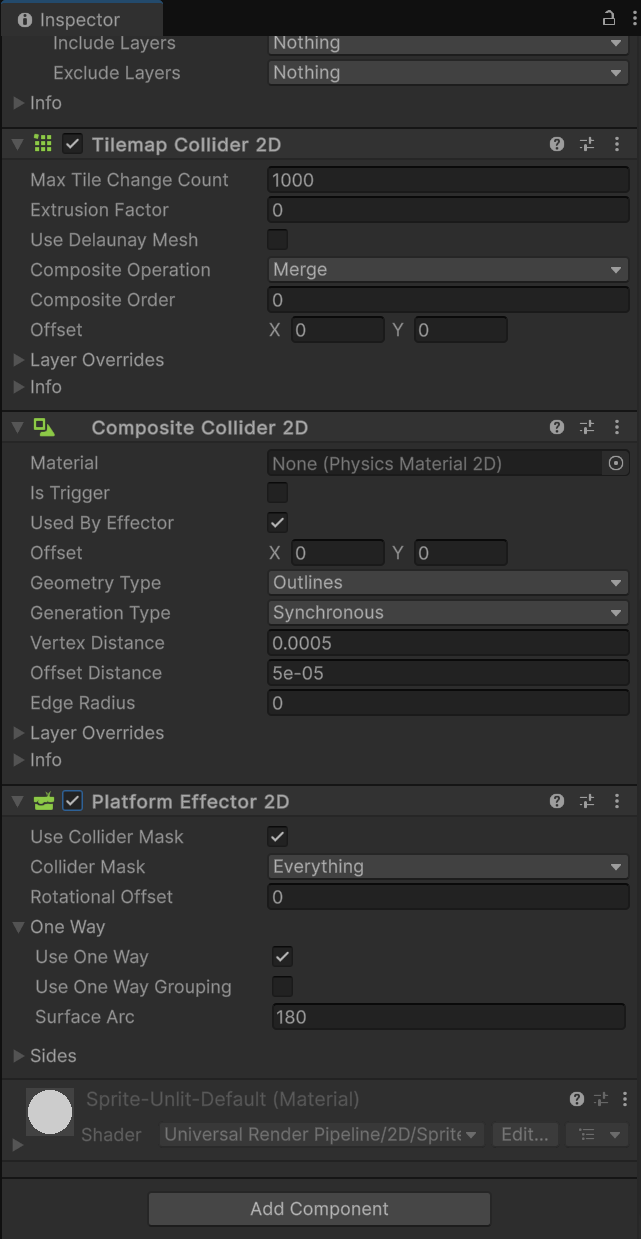 Inspector
Include Layers Nothing
Exclude Layers Nothing
Info
Tilemap Collider 2D
Max Tile Change Count 1000
Extrusion Factor 0
Use Delaunay Mesh
Composite Operation Merge
Composite Order 0
Offset X 0 Y 0
Layer Overrides
Info
Composite Collider 2D
Material None (Physics Material 2D)
Is Trigger
Used By Effector
Offset X 0 Y 0
Geometry Type Outlines
Generation Type Synchronous
Vertex Distance 0.0005
Offset Distance 5e-05
Edge Radius 0
Layer Overrides
Info
Platform Effector 2D
Use Collider Mask
Collider Mask Everything
Rotational Offset 0
One Way
Use One Way
Use One Way Grouping
Surface Arc 180
Sides
Sprite-Unlit-Default (Material)
Shader Universal Render Pipeline/2D/Sprite Edit...
Add Component